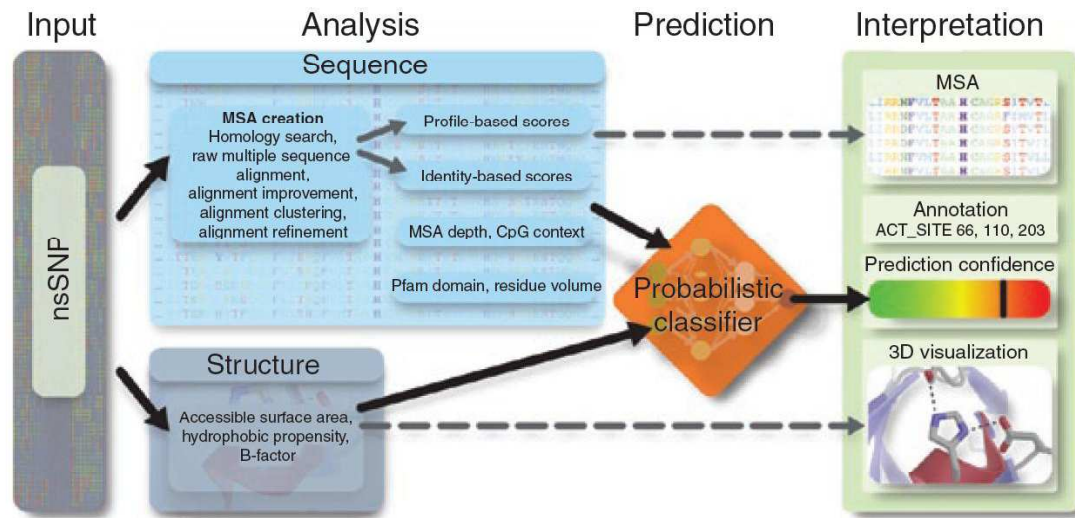 Input
Analysis
Prediction
Interpretation
nsSNP
Sequence
MSA creation
Homology search,
raw multiple sequence
alignment,
alignment improvement,
alignment clustering,
alignment refinement
Profile-based scores
Identity-based scores
MSA depth, CpG context
Pfam domain, residue volume
Structure
Accessible surface area,
hydrophobic propensity,
B-factor
Probabilistic
classifier
MSA
Annotation
ACT_SITE 66, 110, 203
Prediction confidence
3D visualization